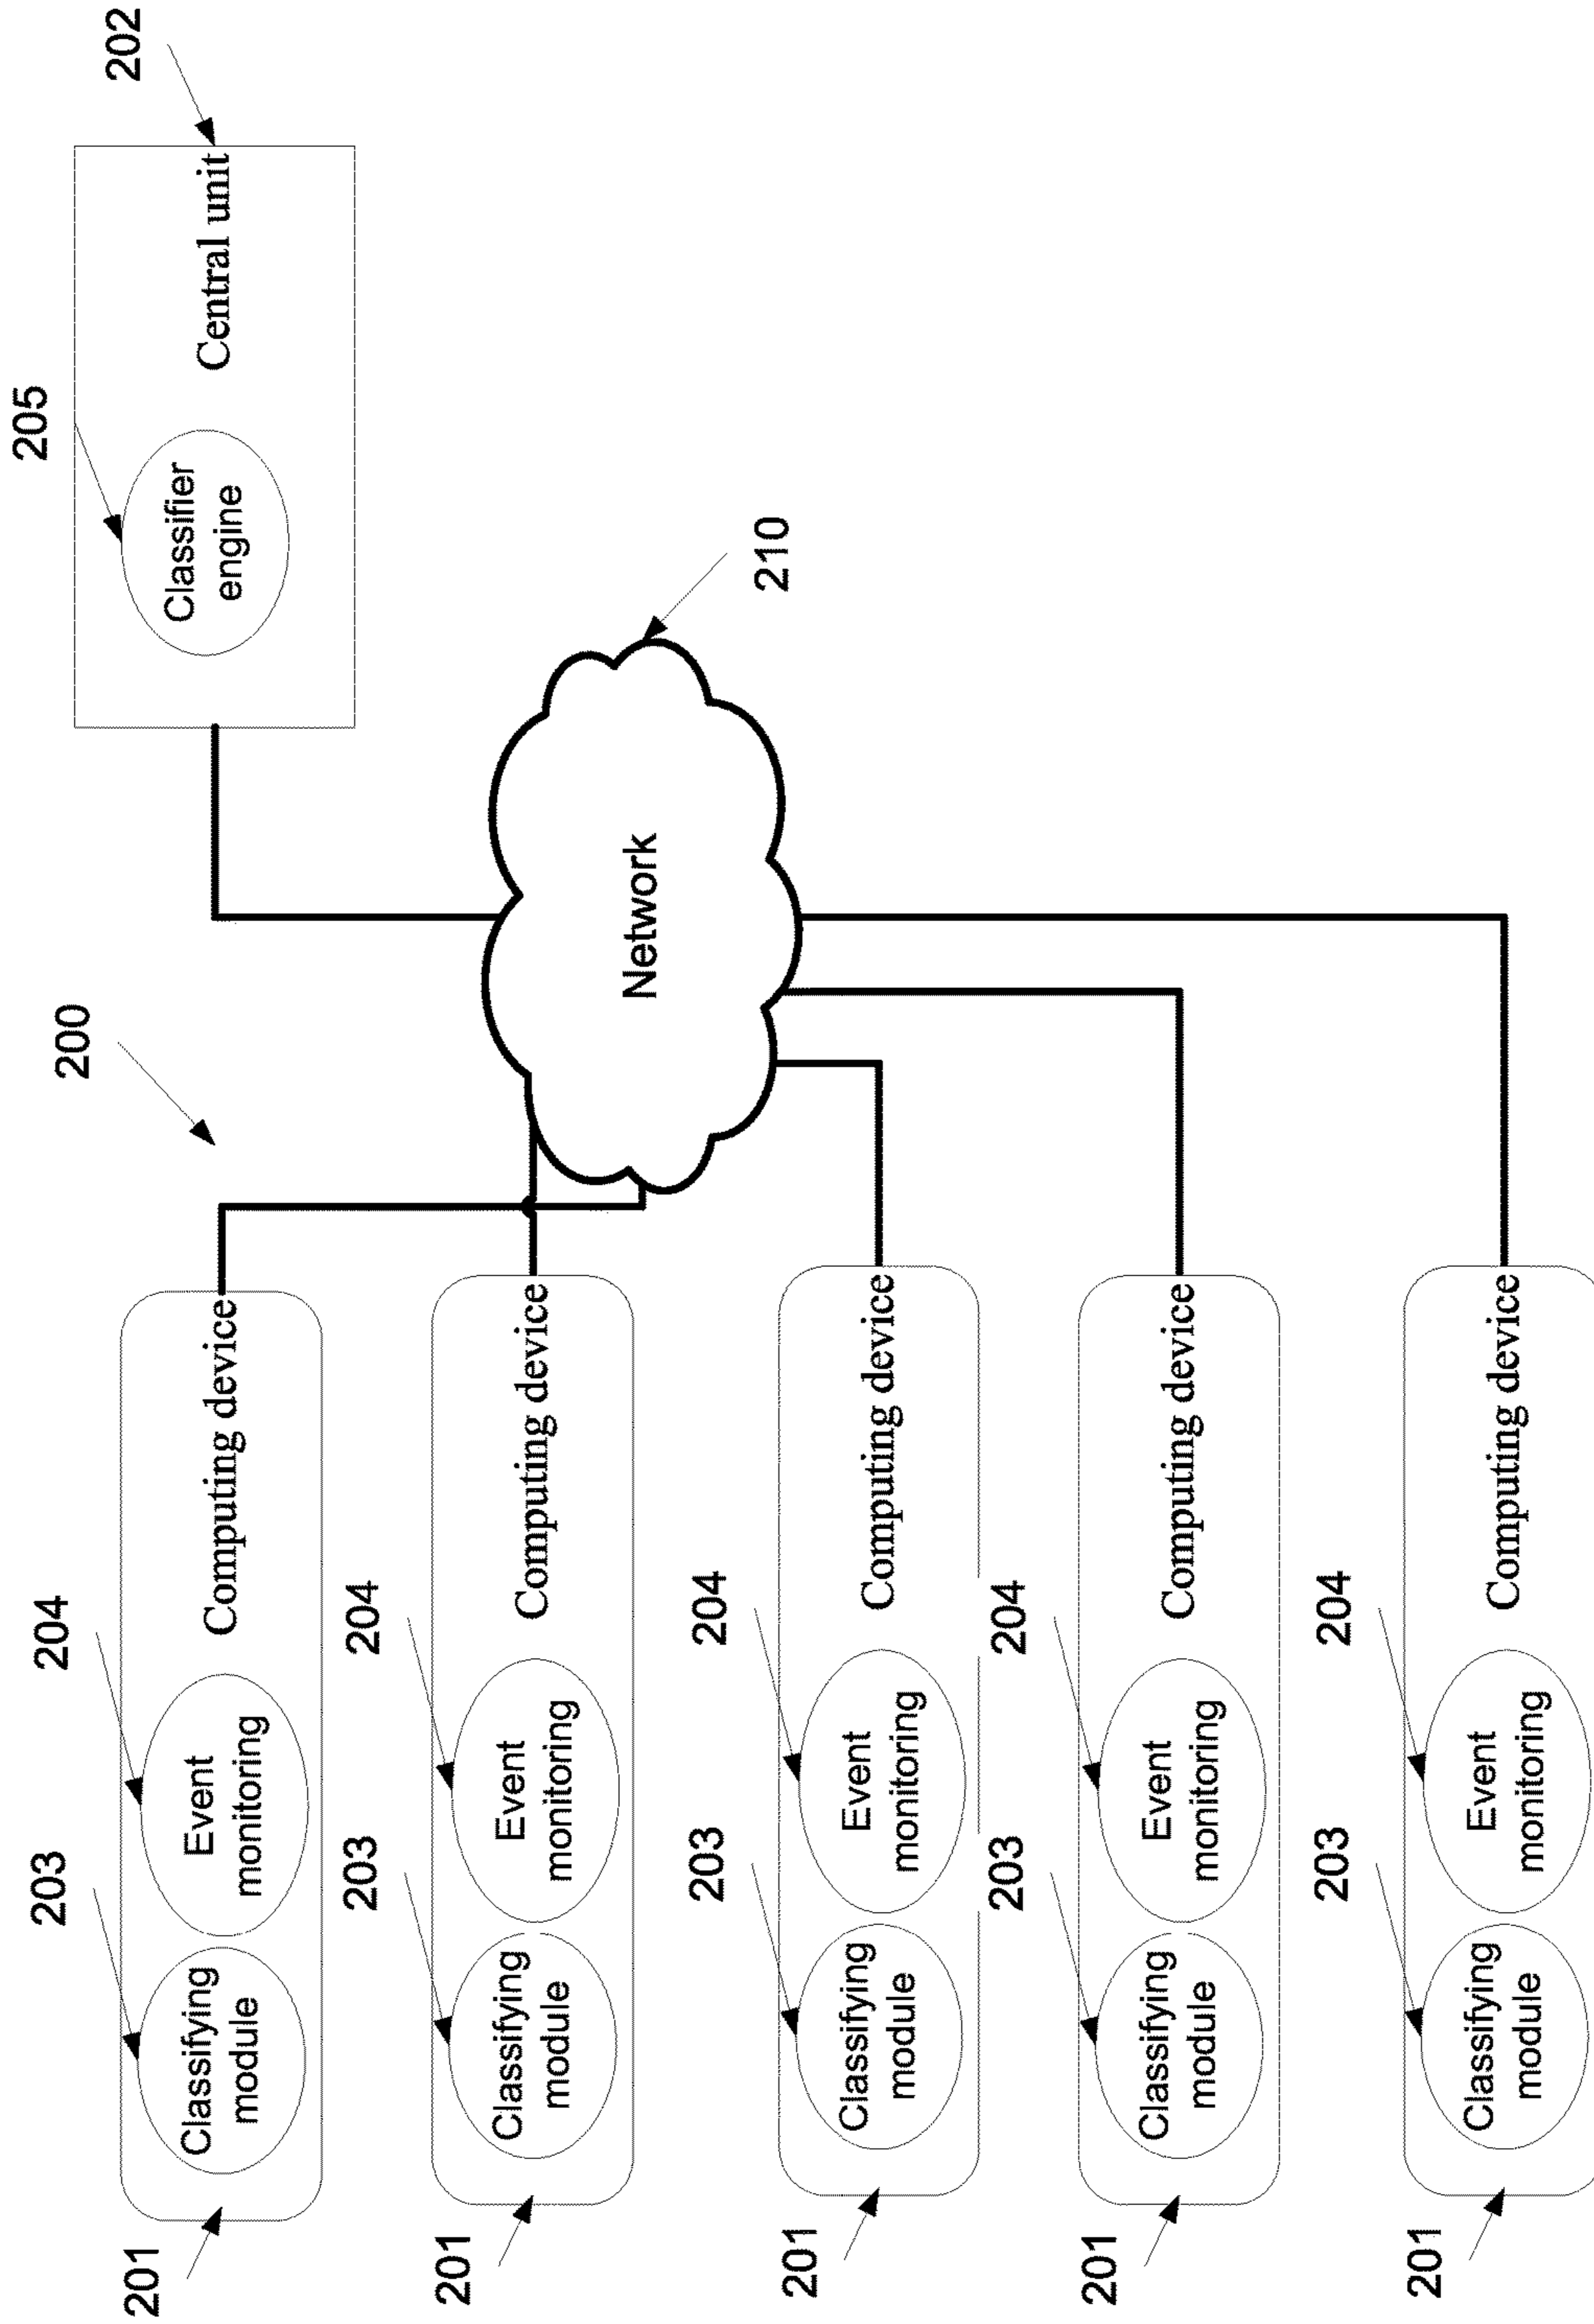 201
203
204
Classifying
module
Event
monitoring
Computing device
200
205
Classifier
engine
Central unit
202
201
203
204
Classifying
module
Event
monitoring
Computing device
Network
210
201
203
204
Classifying
module
Event
monitoring
Computing device
201
203
204
Classifying
module
Event
monitoring
Computing device
201
203
204
Classifying
module
Event
monitoring
Computing device